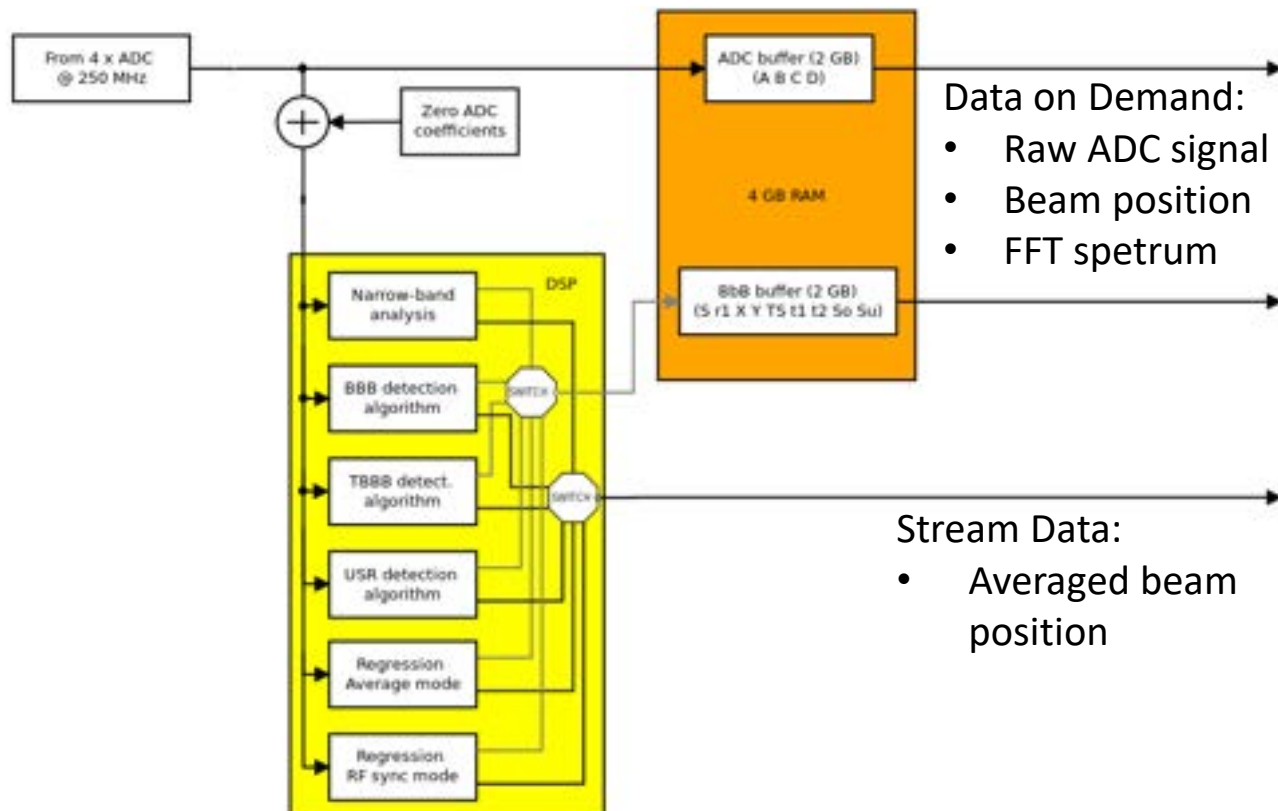 From 4 x ADC
@ 250 MHz
ADC buffer (2 GB)
(A B C D)
Zero ADC
coefficients
+
Data on Demand:
• Raw ADC signal
• Beam position
• FFT spetrum
4 GB RAM
DSP
BbB buffer (2 GB)
(S r1 X Y TS t1 t2 So Su)
Narrow-band
analysis
SWITCH
BBB detection
algorithm
TBBB detect.
algorithm
SWITCH
Stream Data:
• Averaged beam
position
USR detection
algorithm
Regression
Average mode
Regression
RF sync mode